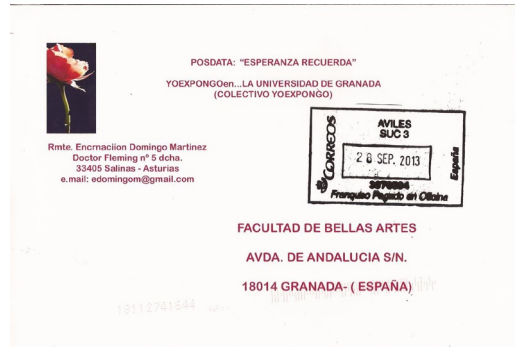 POSDATA: "ESPERANZA RECUERDA"
YOEXPONGOen...LA UNIVERSIDAD DE GRANADA
(COLECTIVO YOEXPONGO)
Rmte. Encrnaciion Domingo Martinez
Doctor Fleming nº 5 dcha.
33405 Salinas - Asturias
e.mail: edomingom@gmail.com
CORREOS
AVILES
SUC 3
28 SEP. 2013
España
Franqueo Pagado en Oficina
FACULTAD DE BELLAS ARTES
AVDA. DE ANDALUCIA S/N.
18014 GRANADA- ( ESPAÑA)